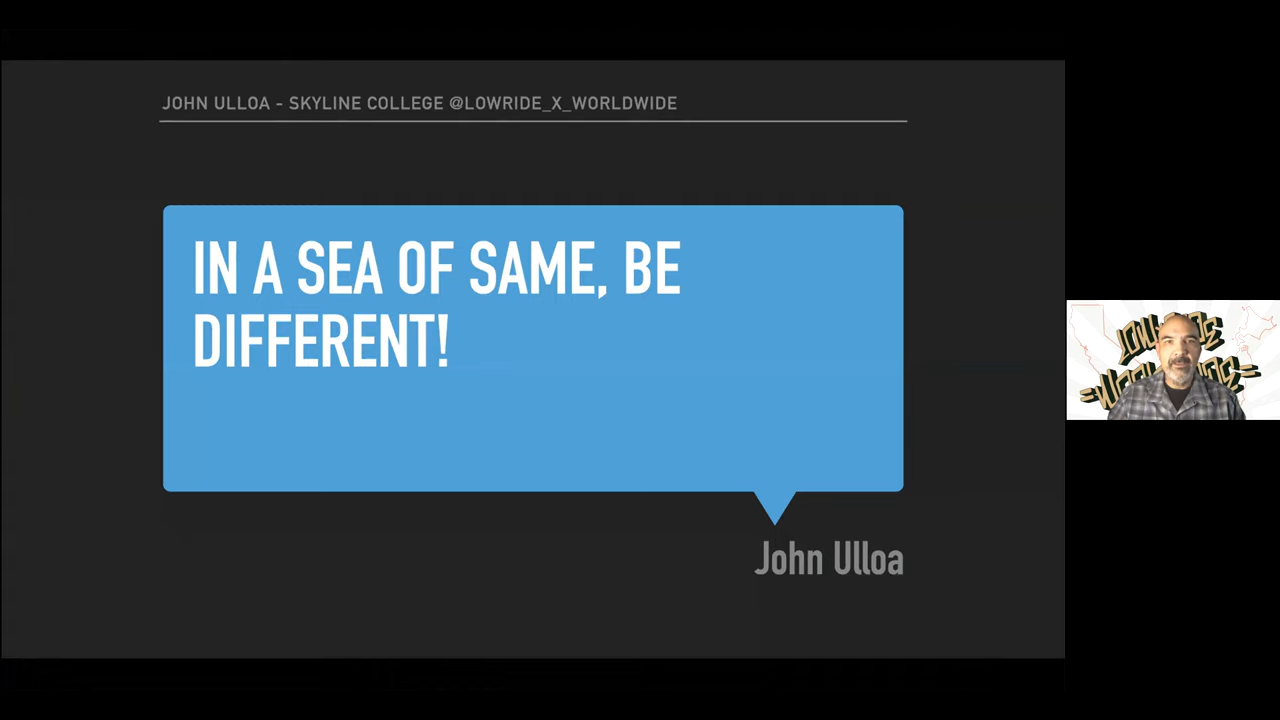 JOHN ULLOA - SKYLINE COLLEGE @LOWRIDE_X_WORLDWIDE
IN A SEA OF SAME, BE
DIFFERENT!
John Ulloa